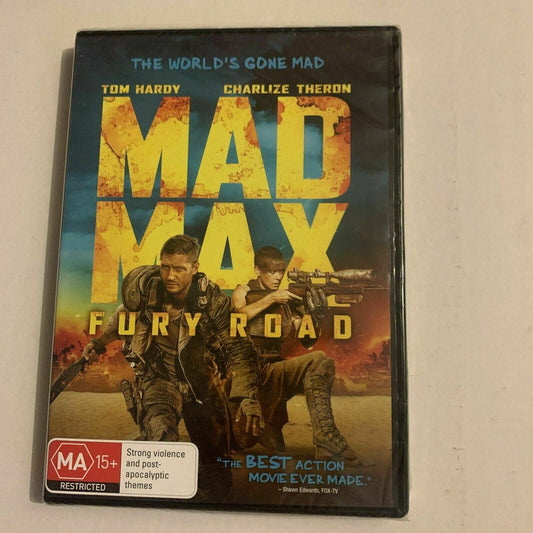 THE WORLD'S GONE MAD
TOM HARDY CHARLIZE THERON
MAD
MAX
FURY ROAD
MA 15+
RESTRICTED
Strong violence
and post-
apocalyptic
themes
"THE BEST ACTION
MOVIE EVER MADE."
– Shawn Edwards, FOX-TV